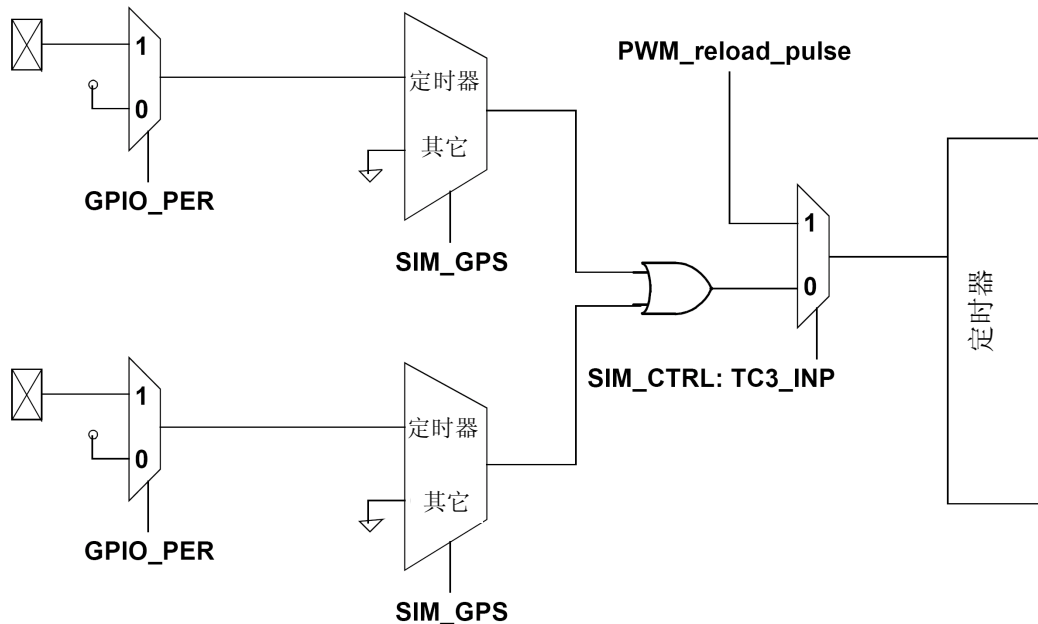 1
0
GPIO_PER
定时器
其它
SIM_GPS
PWM_reload_pulse
1
0
SIM_CTRL: TC3_INP
定时器
1
0
GPIO_PER
定时器
其它
SIM_GPS